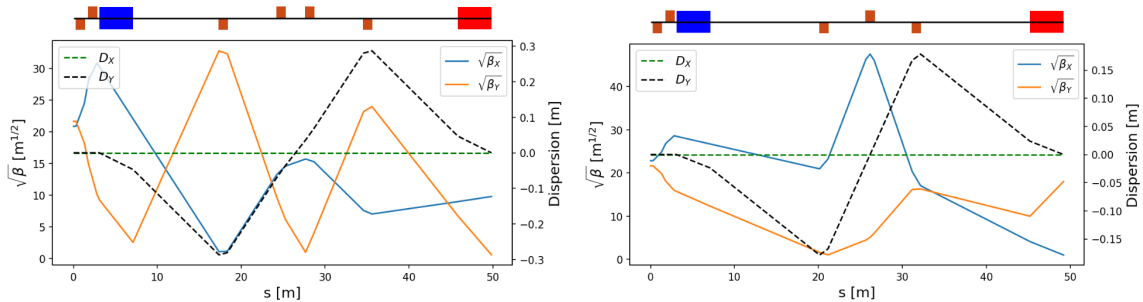 D_X
D_Y
√β_X
√β_Y
30
25
20
15
10
5
0
√β [m^{1/2}]
0.3
0.2
0.1
0.0
−0.1
−0.2
−0.3
Dispersion [m]
0 10 20 30 40 50
s [m]
D_X
D_Y
√β_X
√β_Y
40
30
20
10
0
√β [m^{1/2}]
0.15
0.10
0.05
0.00
−0.05
−0.10
−0.15
Dispersion [m]
0 10 20 30 40 50
s [m]